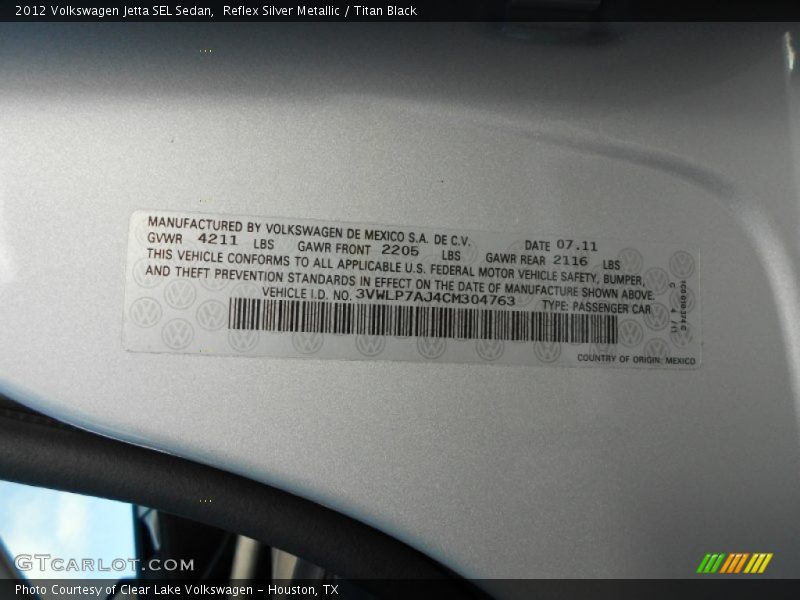 2012 Volkswagen Jetta SEL Sedan,  Reflex Silver Metallic / Titan Black
MANUFACTURED BY VOLKSWAGEN DE MEXICO S.A. DE C.V. DATE 07.11
GVWR 4211 LBS GAWR FRONT 2205 LBS GAWR REAR 2116 LBS
THIS VEHICLE CONFORMS TO ALL APPLICABLE U.S. FEDERAL MOTOR VEHICLE SAFETY, BUMPER,
AND THEFT PREVENTION STANDARDS IN EFFECT ON THE DATE OF MANUFACTURE SHOWN ABOVE.
VEHICLE I.D. NO. 3VWLP7AJ4CM304763 TYPE: PASSENGER CAR
COUNTRY OF ORIGIN: MEXICO
GTCARLOT.COM
Photo Courtesy of Clear Lake Volkswagen – Houston, TX